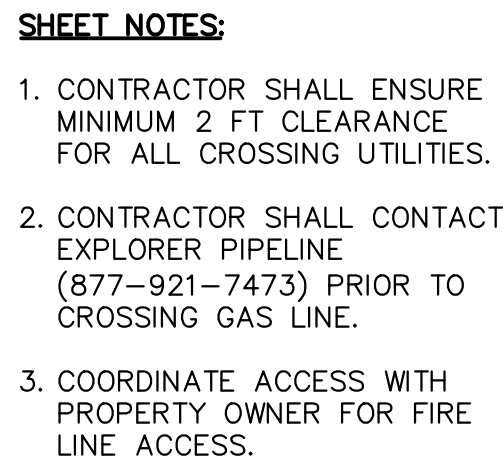 SHEET NOTES:
1. CONTRACTOR SHALL ENSURE
MINIMUM 2 FT CLEARANCE
FOR ALL CROSSING UTILITIES.
2. CONTRACTOR SHALL CONTACT
EXPLORER PIPELINE
(877-921-7473) PRIOR TO
CROSSING GAS LINE.
3. COORDINATE ACCESS WITH
PROPERTY OWNER FOR FIRE
LINE ACCESS.